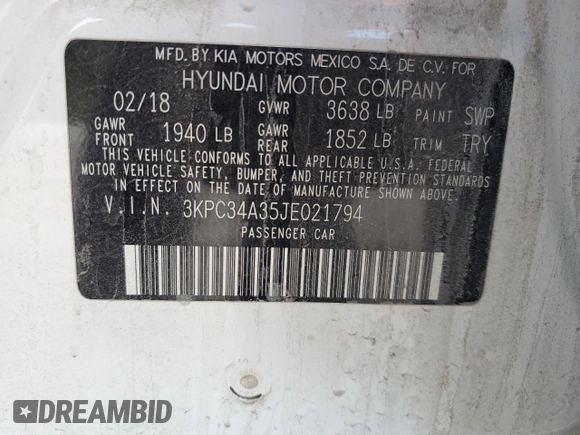 MFD. BY KIA MOTORS MEXICO S.A. DE C.V. FOR
HYUNDAI MOTOR COMPANY
02/18 GVWR 3638 LB PAINT SWP
GAWR FRONT 1940 LB GAWR REAR 1852 LB TRIM TRY
THIS VEHICLE CONFORMS TO ALL APPLICABLE U.S.A. FEDERAL
MOTOR VEHICLE SAFETY, BUMPER, AND THEFT PREVENTION STANDARDS
IN EFFECT ON THE DATE OF MANUFACTURE SHOWN ABOVE.
V.I.N. 3KPC34A35JE021794
PASSENGER CAR
DREAMBID